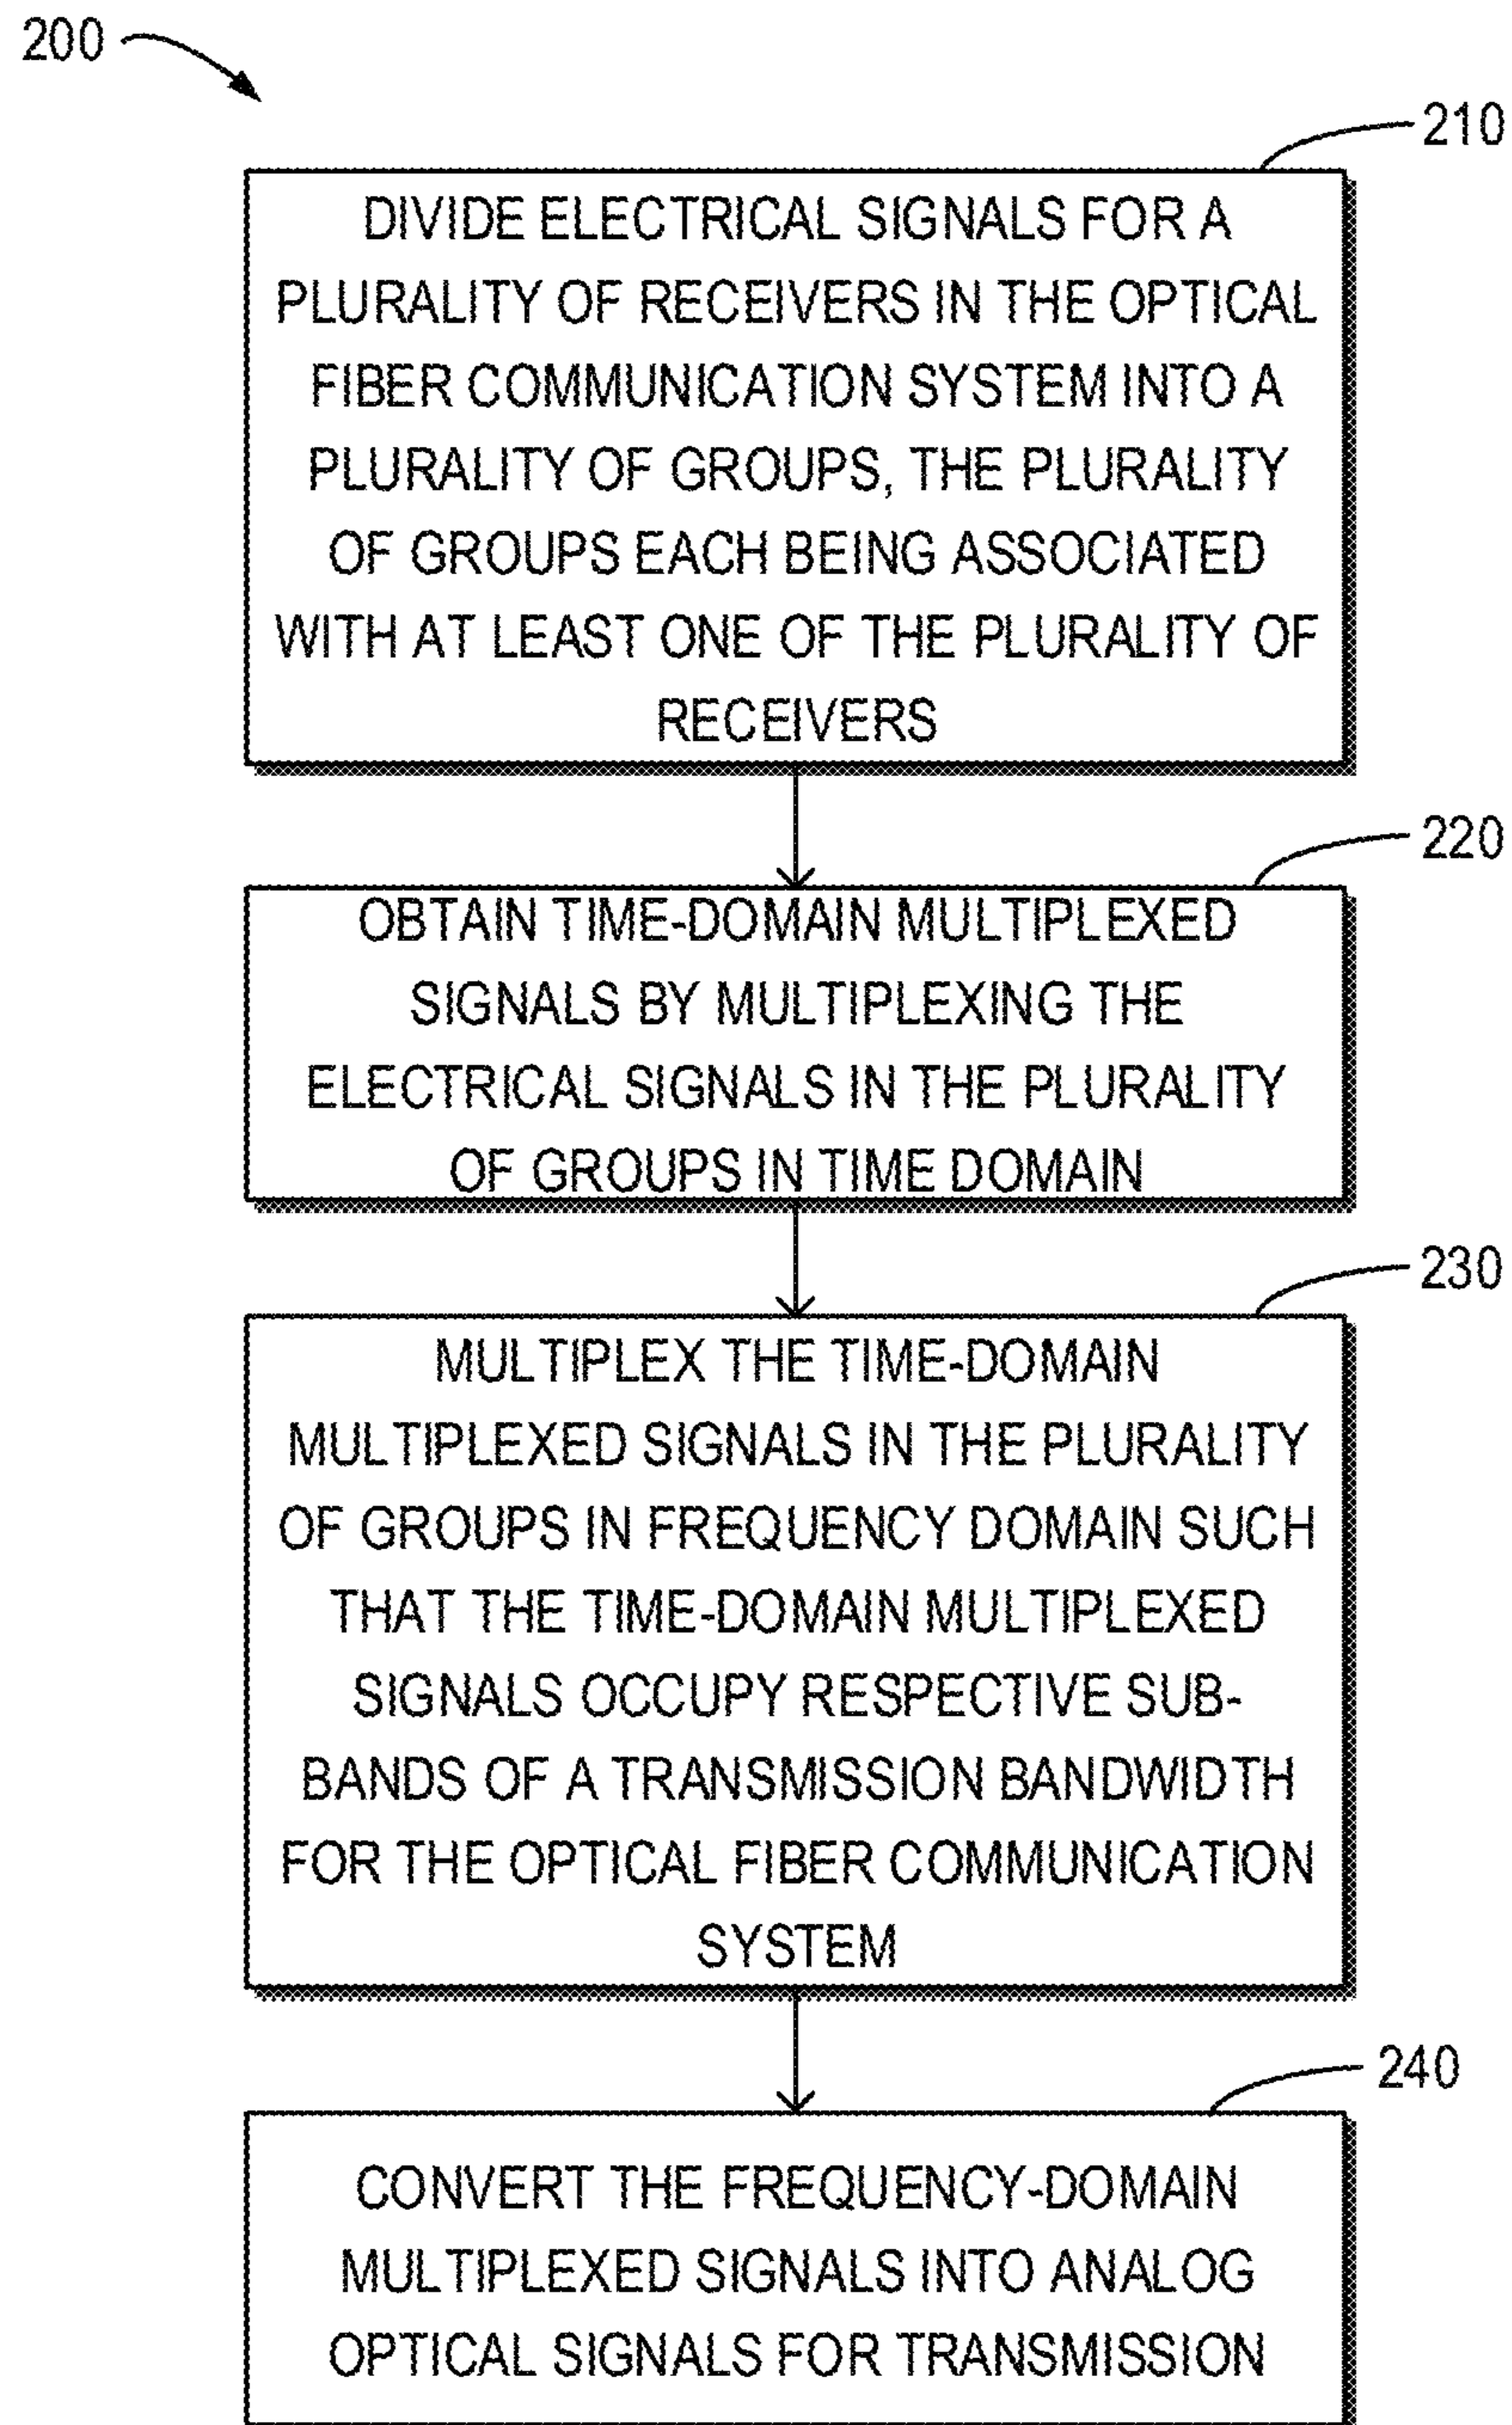 200
210
DIVIDE ELECTRICAL SIGNALS FOR A
PLURALITY OF RECEIVERS IN THE OPTICAL
FIBER COMMUNICATION SYSTEM INTO A
PLURALITY OF GROUPS, THE PLURALITY
OF GROUPS EACH BEING ASSOCIATED
WITH AT LEAST ONE OF THE PLURALITY OF
RECEIVERS
220
OBTAIN TIME-DOMAIN MULTIPLEXED
SIGNALS BY MULTIPLEXING THE
ELECTRICAL SIGNALS IN THE PLURALITY
OF GROUPS IN TIME DOMAIN
230
MULTIPLEX THE TIME-DOMAIN
MULTIPLEXED SIGNALS IN THE PLURALITY
OF GROUPS IN FREQUENCY DOMAIN SUCH
THAT THE TIME-DOMAIN MULTIPLEXED
SIGNALS OCCUPY RESPECTIVE SUB-
BANDS OF A TRANSMISSION BANDWIDTH
FOR THE OPTICAL FIBER COMMUNICATION
SYSTEM
240
CONVERT THE FREQUENCY-DOMAIN
MULTIPLEXED SIGNALS INTO ANALOG
OPTICAL SIGNALS FOR TRANSMISSION